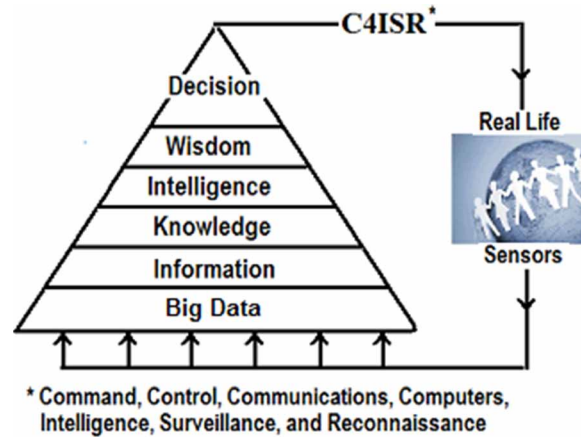 C4ISR*
Decision
Wisdom
Intelligence
Knowledge
Information
Big Data
Real Life
Sensors
* Command, Control, Communications, Computers,
Intelligence, Surveillance, and Reconnaissance